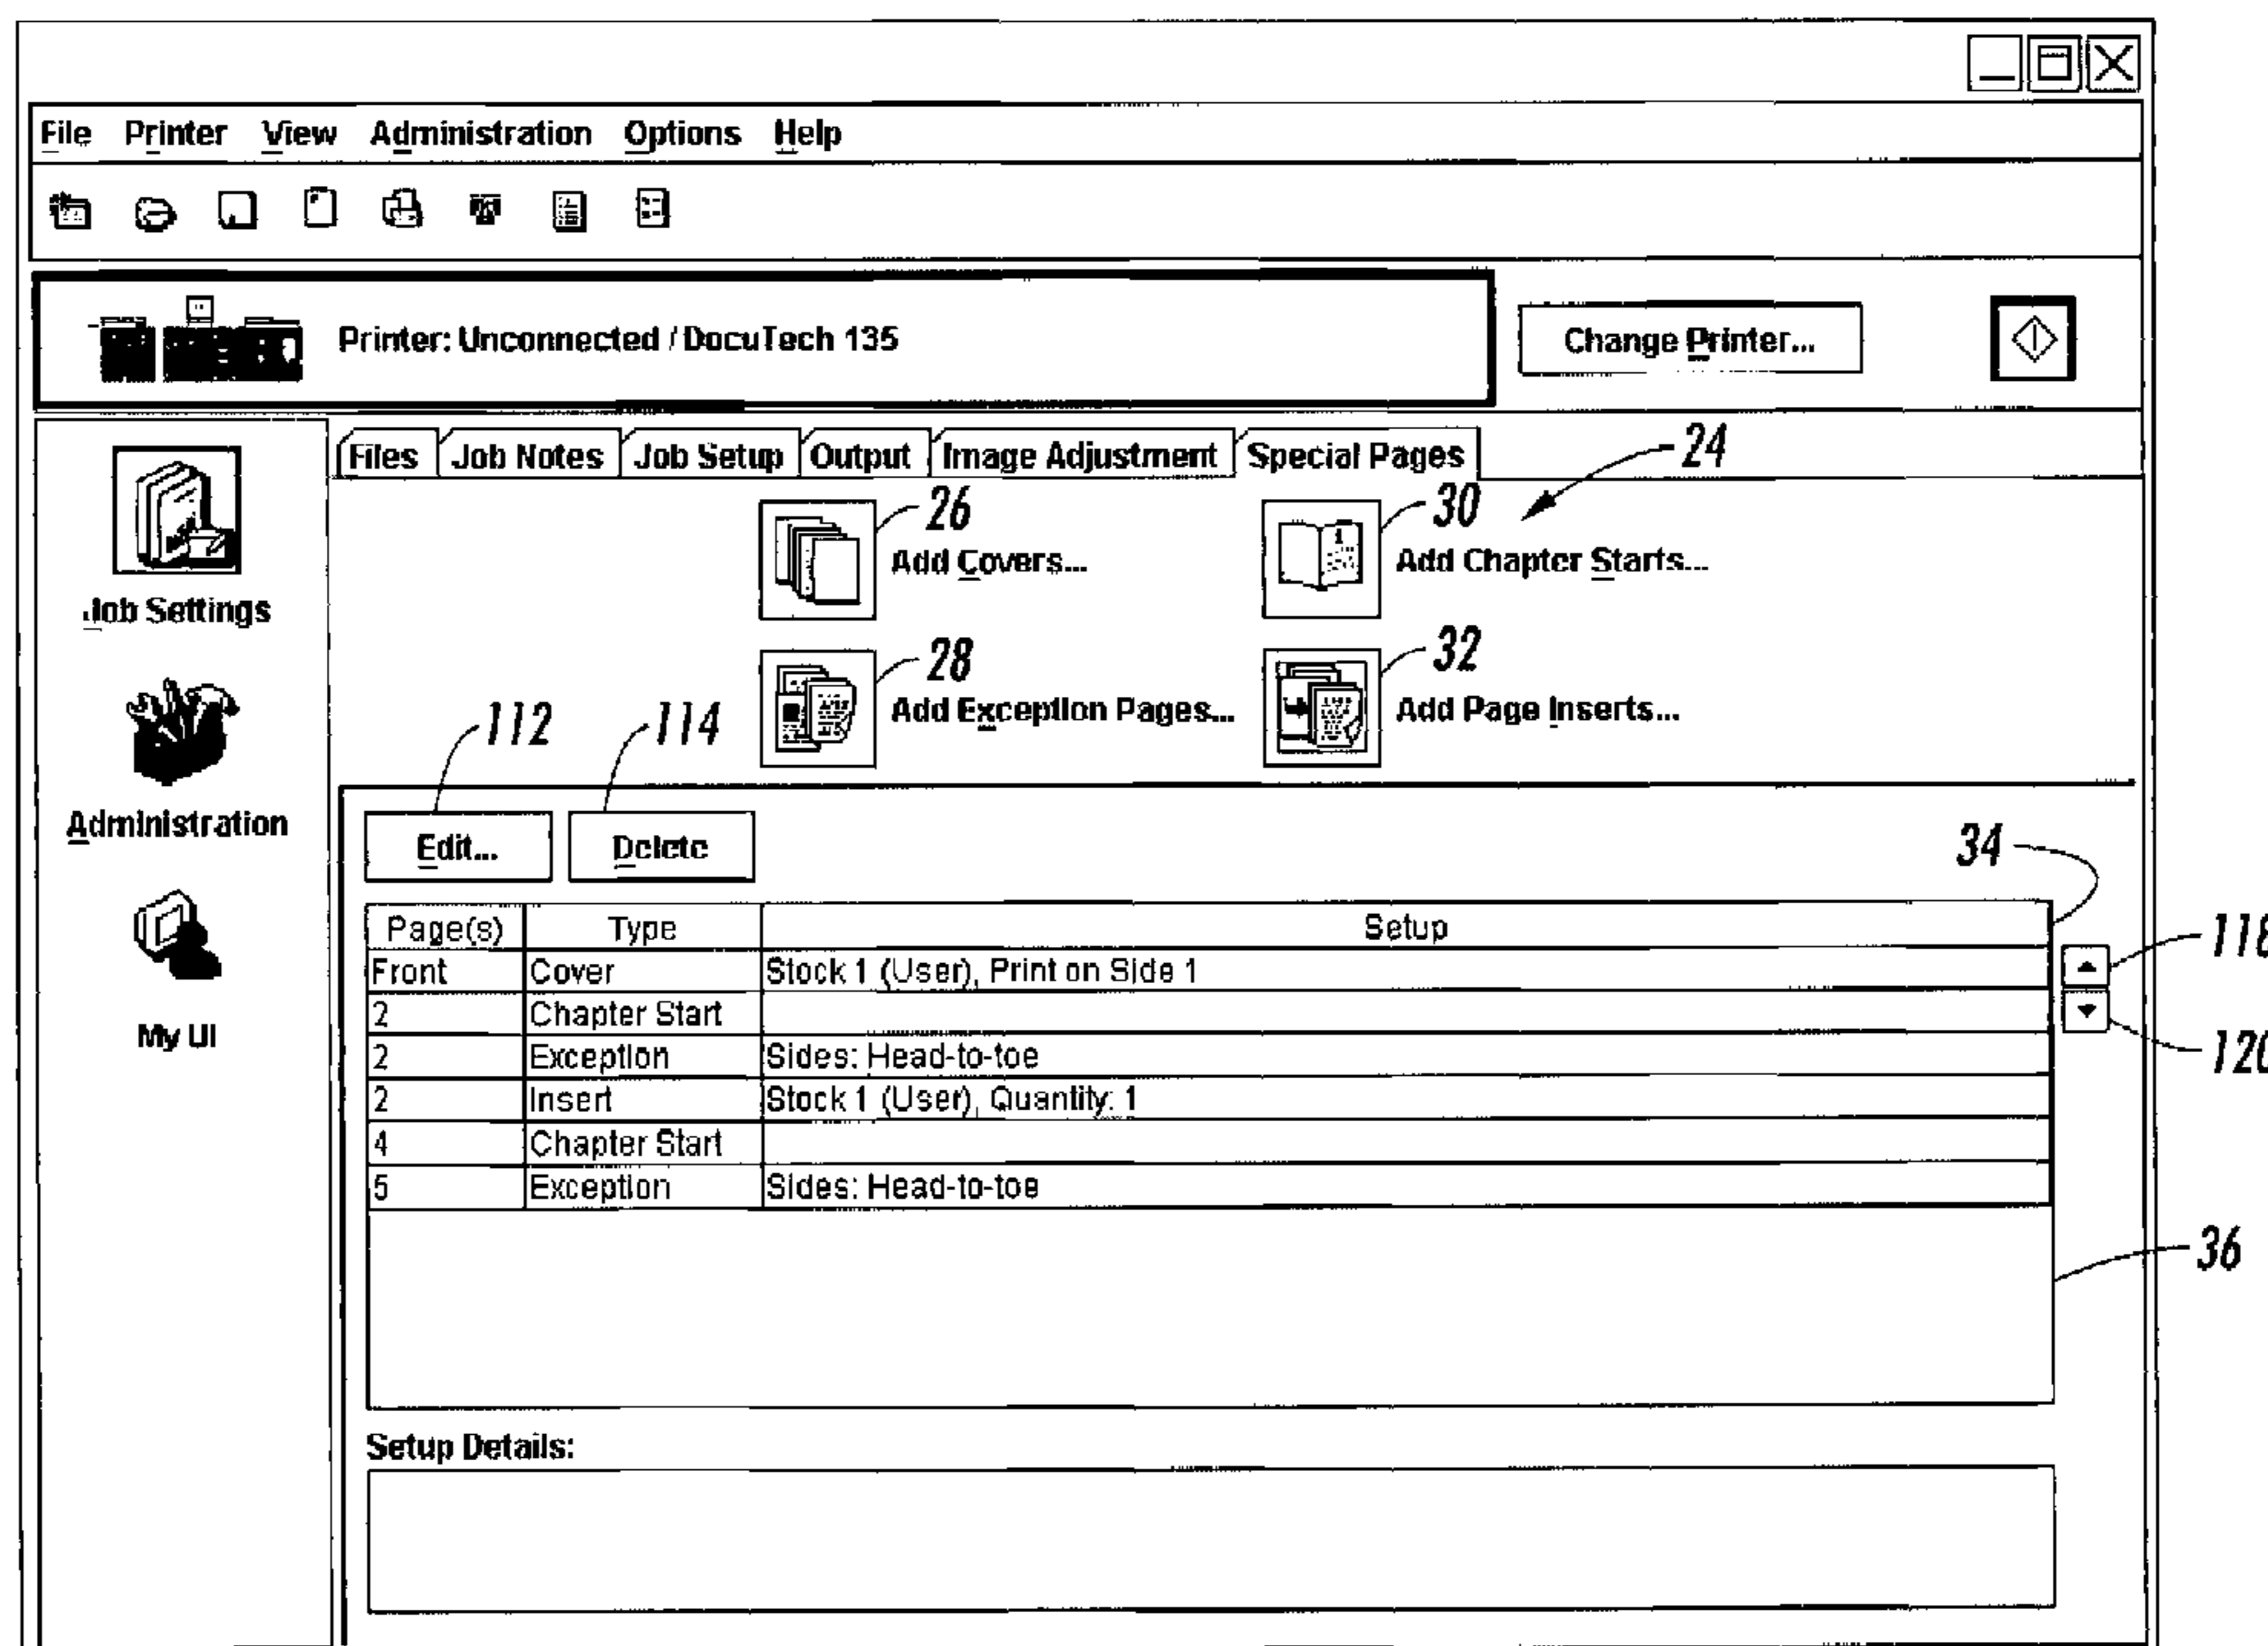 File Printer View Administration Options Help
Printer: Unconnected / DocuTech 135
Change Printer...
Files Job Notes Job Setup Output Image Adjustment Special Pages
24
26
Add Covers...
30
Add Chapter Starts...
28
Add Exception Pages...
32
Add Page Inserts...
Job Settings
Administration
My UI
112
114
Edit... Delete
34
Page(s) Type Setup
Front Cover Stock 1 (User), Print on Side 1
2 Chapter Start
2 Exception Sides: Head-to-toe
2 Insert Stock 1 (User), Quantity: 1
4 Chapter Start
5 Exception Sides: Head-to-toe
120
36
Setup Details: